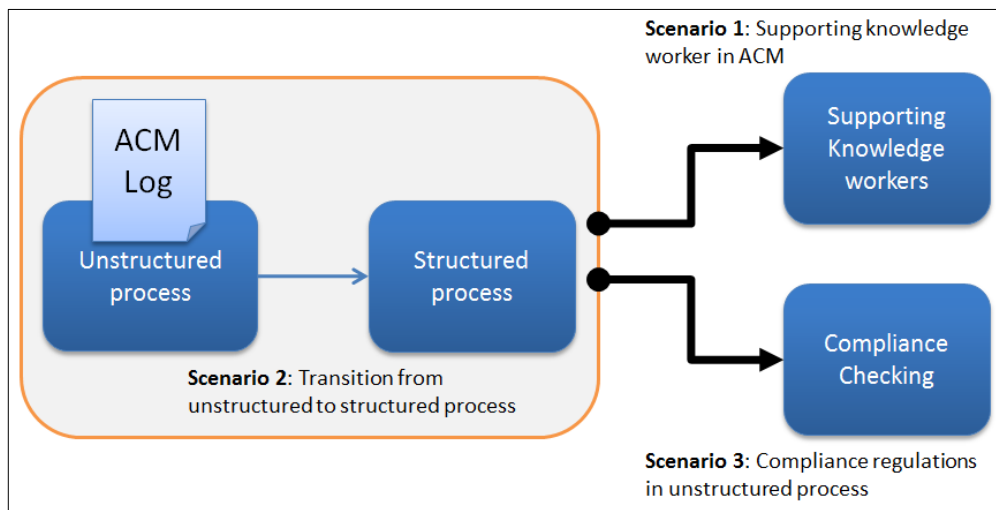 Scenario 1: Supporting knowledge
worker in ACM
ACM
Log
Unstructured
process
Structured
process
Supporting
Knowledge
workers
Scenario 2: Transition from
unstructured to structured process
Compliance
Checking
Scenario 3: Compliance regulations
in unstructured process